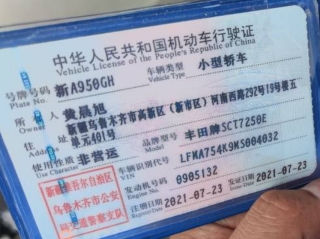 中华人民共和国机动车行驶证
Vehicle License of the People's Republic of China
号牌号码 新A950GH 车辆类型 小型轿车
Plate No. Vehicle Type
所有人 黄晨旭
Owner 新疆乌鲁木齐市高新区(新市区)河南西路292号19号楼五
单元401号
使用性质 非营运 品牌型号 丰田牌SCT7250E
Model
车辆识别代号 LFMA754K9MS004032
VIN
新疆维吾尔自治区 发动机号码 0905132
Engine No.
乌鲁木齐市公安 注册日期 2021-07-23 发证日期 2021-07-23
局交通警察支队 Register Date Issue Date